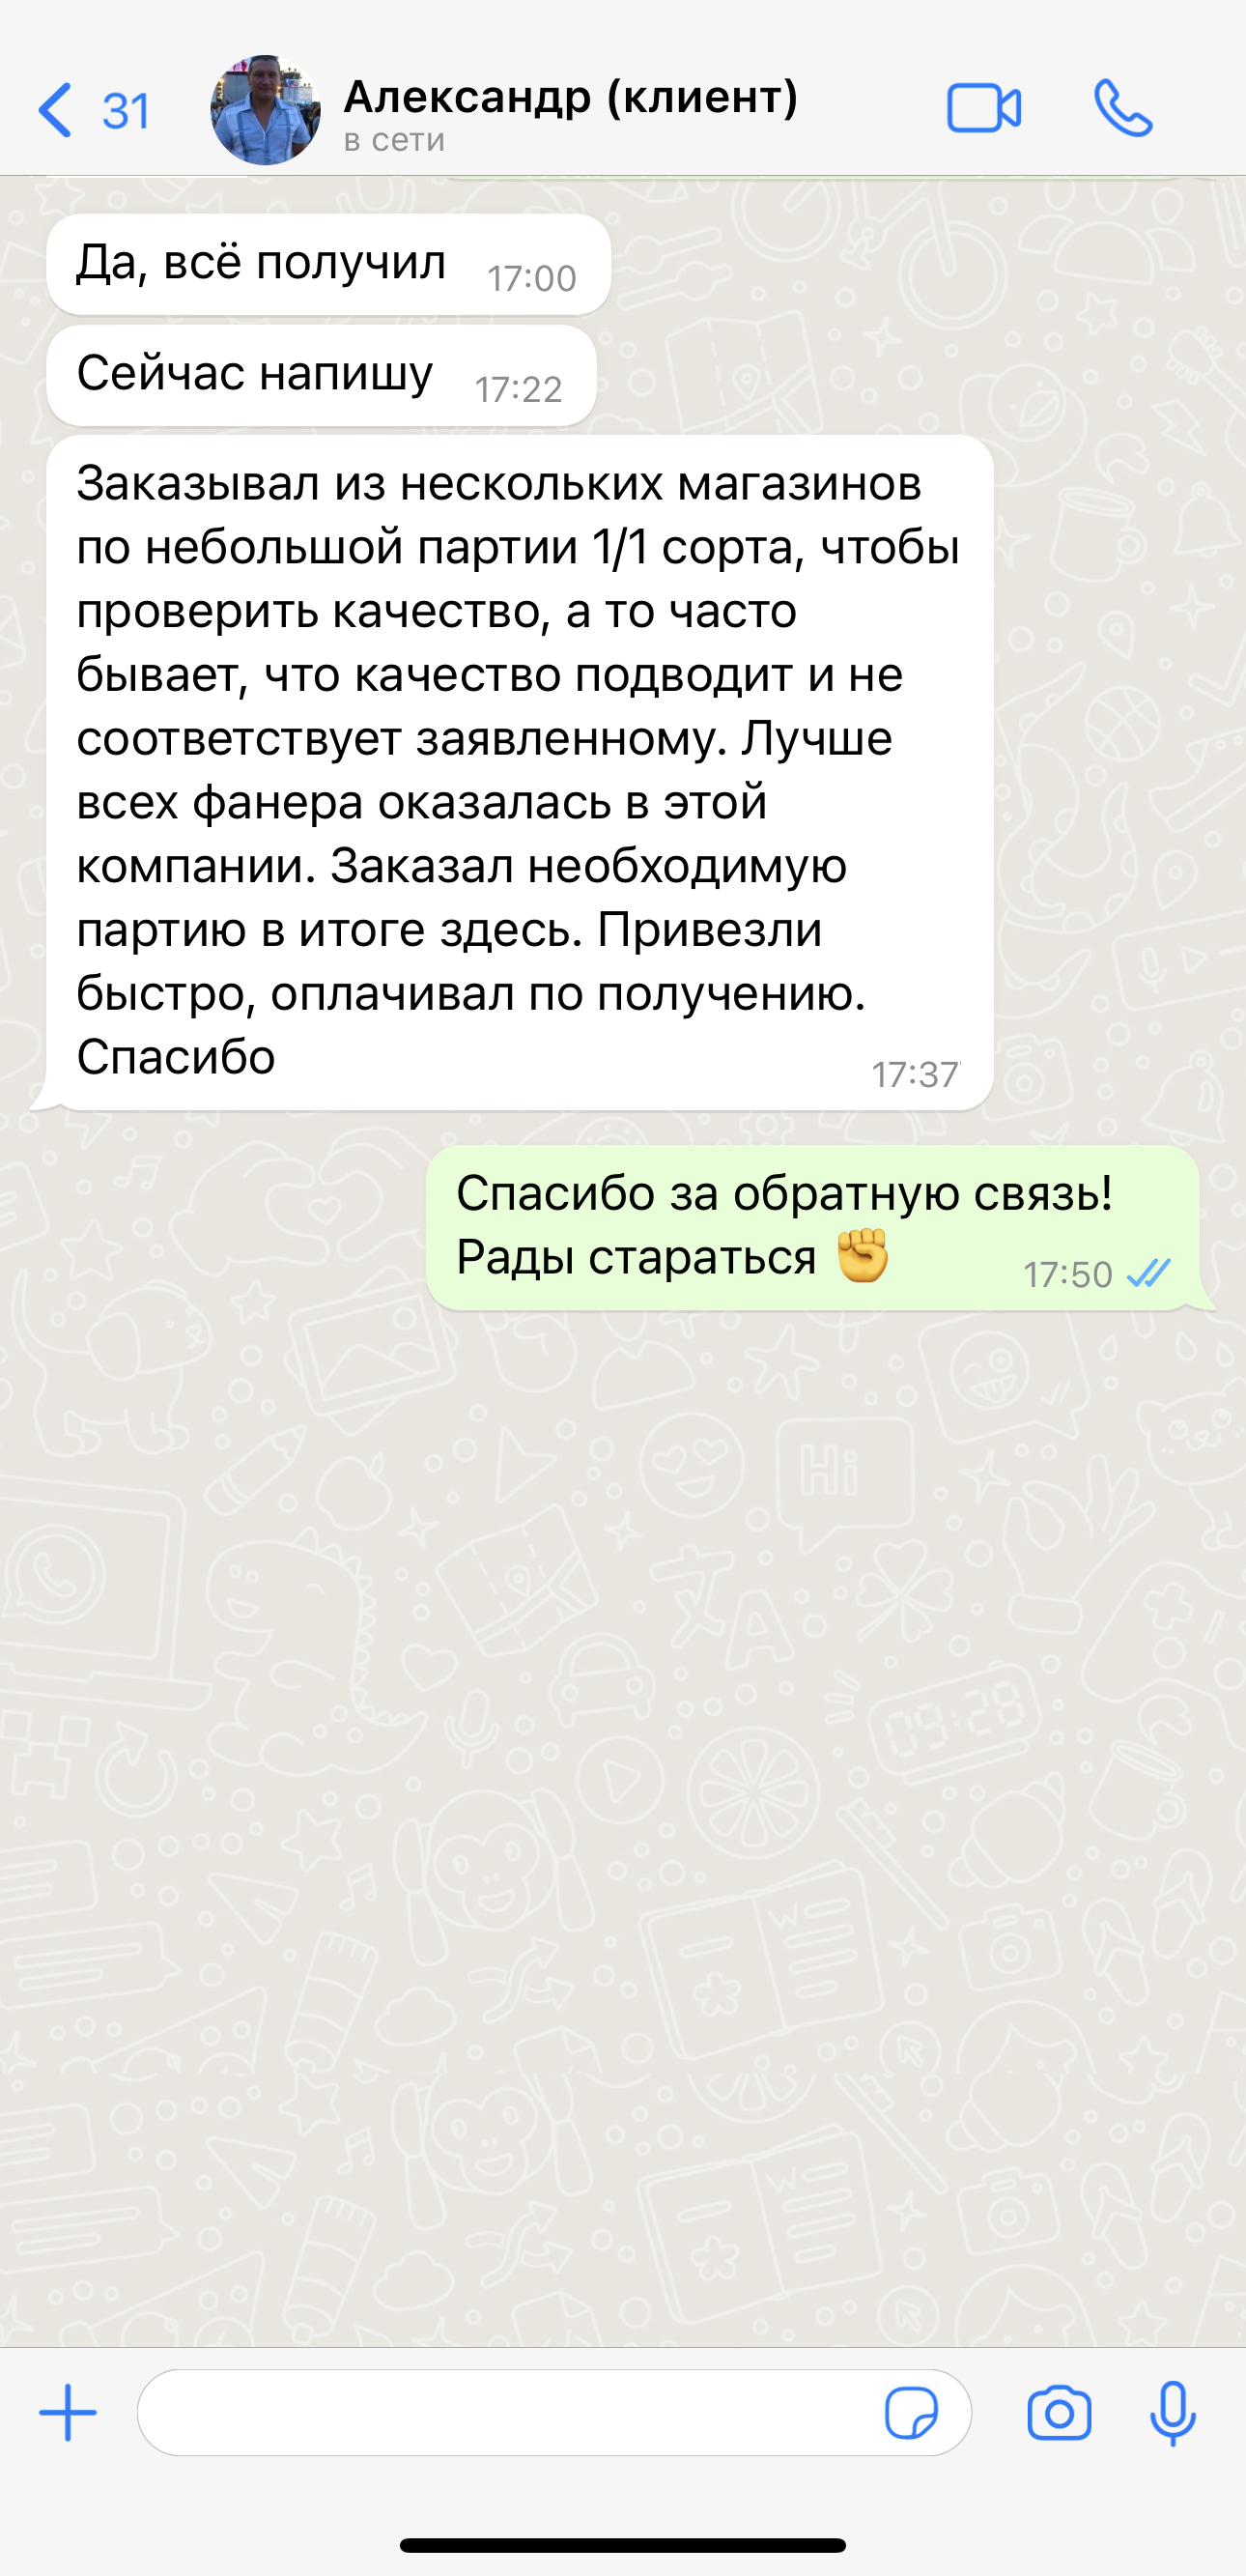 31
Александр (клиент)
в сети
Да, всё получил 17:00
Сейчас напишу 17:22
Заказывал из нескольких магазинов
по небольшой партии 1/1 сорта, чтобы
проверить качество, а то часто
бывает, что качество подводит и не
соответствует заявленному. Лучше
всех фанера оказалась в этой
компании. Заказал необходимую
партию в итоге здесь. Привезли
быстро, оплачивал по получению.
Спасибо 17:37
Спасибо за обратную связь!
Рады стараться ✊ 17:50
Hi
09:28